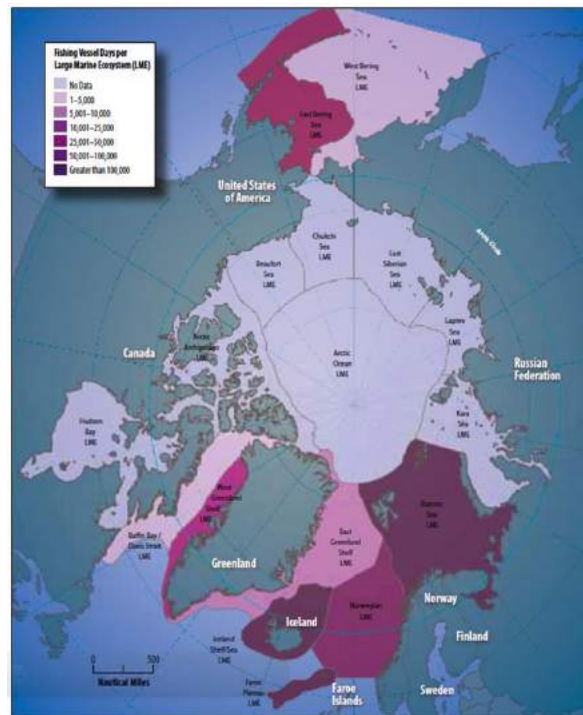 Fishing Vessel Days per
Large Marine Ecosystem (LME)
No Data
1–5,000
5,001–10,000
10,001–25,000
25,001–50,000
50,001–100,000
Greater than 100,000
West Bering
Sea
LME
East Bering
Sea
LME
United States
of America
Chukchi
Sea
LME
Arctic Circle
Beaufort
Sea
LME
East
Siberian
Sea
LME
Laptev
Sea
LME
Canada
Arctic
Archipelago
LME
Arctic
Ocean
LME
Russian
Federation
Hudson
Bay
LME
Kara
Sea
LME
West
Greenland
Shelf
LME
Barents
Sea
LME
Baffin Bay /
Davis Strait
LME
East
Greenland
Shelf
LME
Greenland
Iceland
Norwegian
LME
Norway
Finland
Iceland
Shelf/Sea
LME
0 500
Nautical Miles
Faroe
Plateau
LME
Faroe
Islands
Sweden